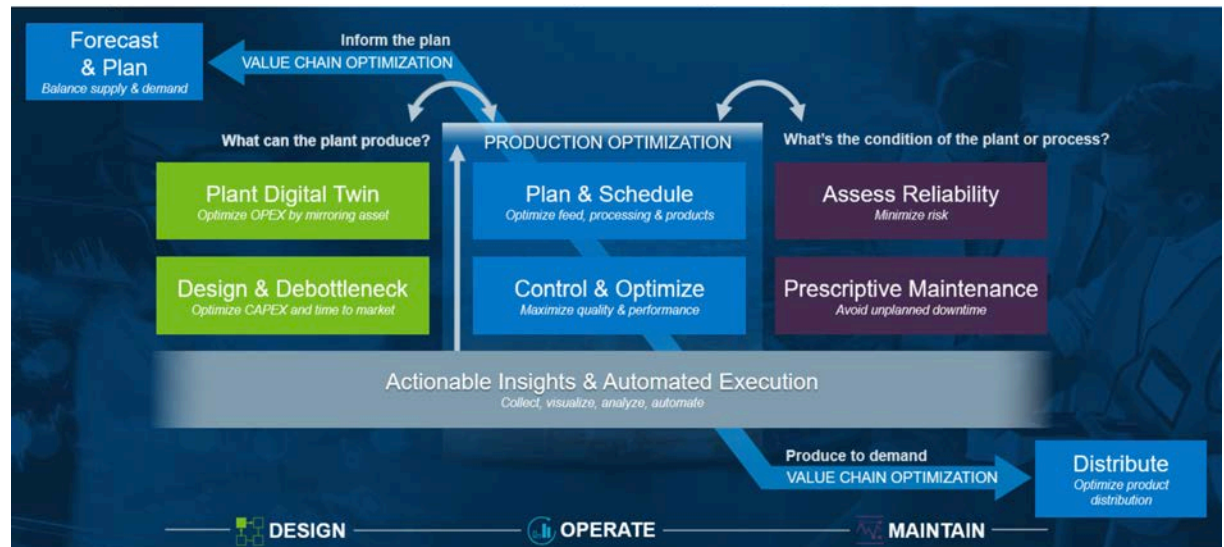 Forecast
& Plan
Balance supply & demand
Inform the plan
VALUE CHAIN OPTIMIZATION
What can the plant produce?
PRODUCTION OPTIMIZATION
What's the condition of the plant or process?
Plant Digital Twin
Optimize OPEX by mirroring asset
Plan & Schedule
Optimize feed, processing & products
Assess Reliability
Minimize risk
Design & Debottleneck
Optimize CAPEX and time to market
Control & Optimize
Maximize quality & performance
Prescriptive Maintenance
Avoid unplanned downtime
Actionable Insights & Automated Execution
Collect, visualize, analyze, automate
Produce to demand
VALUE CHAIN OPTIMIZATION
Distribute
Optimize product
distribution
DESIGN
OPERATE
MAINTAIN